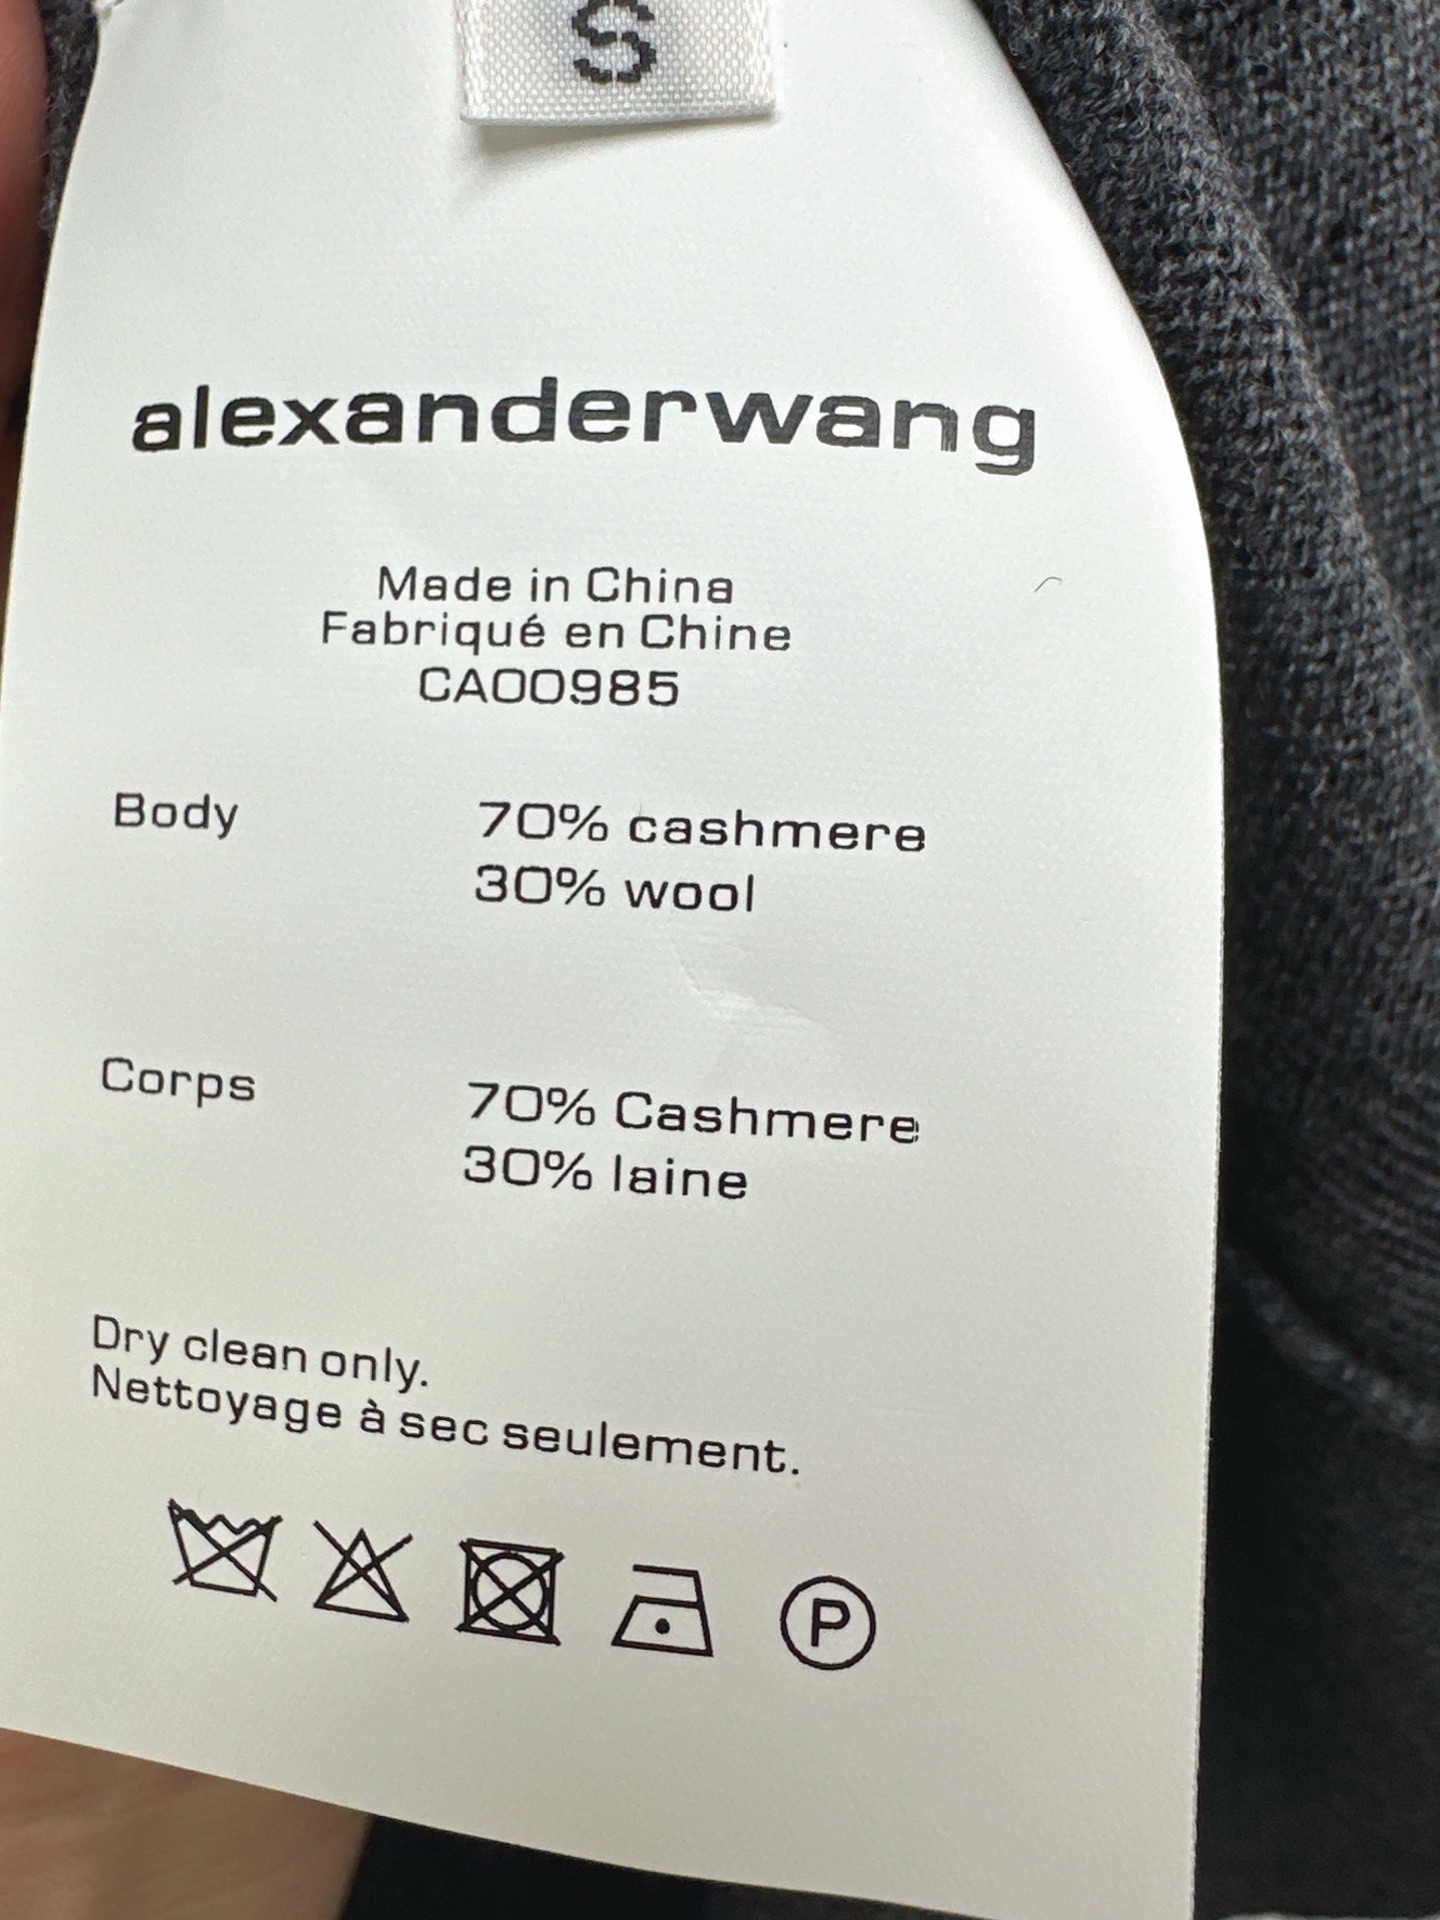 S
alexanderwang
Made in China
Fabriqué en Chine
CA00985
Body 70% cashmere
30% wool
Corps 70% Cashmere
30% laine
Dry clean only.
Nettoyage à sec seulement.
P